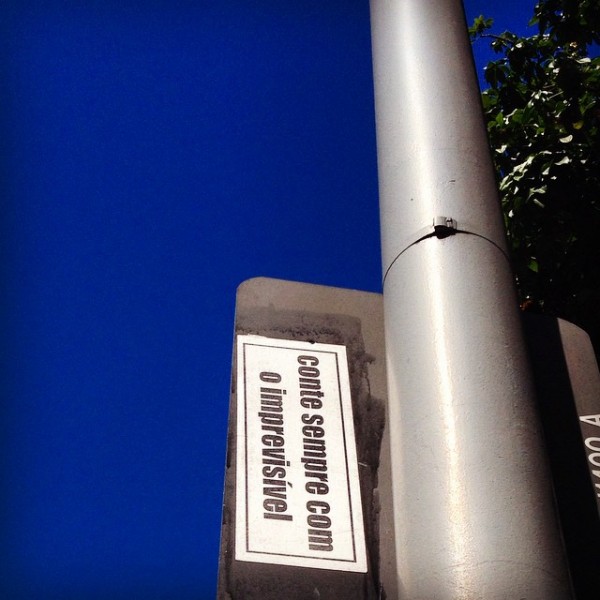 conte sempre com
o imprevisível